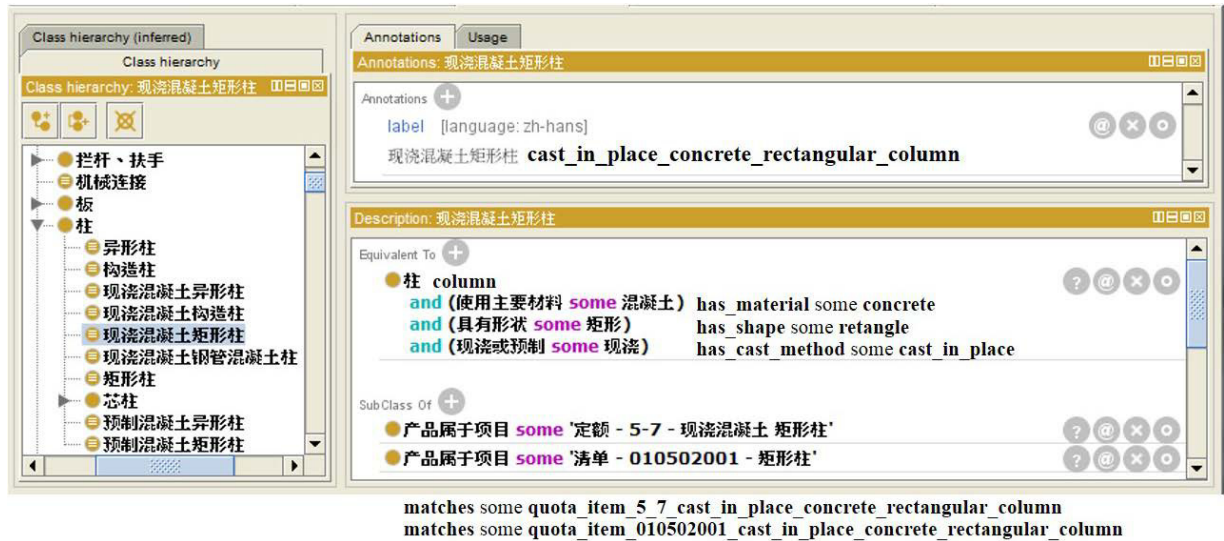 Class hierarchy (inferred)
Class hierarchy
Class hierarchy: 现浇混凝土矩形柱
拦杆、扶手
机械连接
板
柱
异形柱
构造柱
现浇混凝土异形柱
现浇混凝土构造柱
现浇混凝土矩形柱
现浇混凝土钢管混凝土柱
矩形柱
芯柱
预制混凝土异形柱
预制混凝土矩形柱
Annotations Usage
Annotations: 现浇混凝土矩形柱
Annotations
label [language: zh-hans]
现浇混凝土矩形柱 cast_in_place_concrete_rectangular_column
Description: 现浇混凝土矩形柱
Equivalent To
柱 column
and (使用主要材料 some 混凝土) has_material some concrete
and (具有形状 some 矩形) has_shape some retangle
and (现浇或预制 some 现浇) has_cast_method some cast_in_place
SubClass Of
产品属于项目 some '定额 - 5-7 - 现浇混凝土 矩形柱'
产品属于项目 some '清单 - 010502001 - 矩形柱'
matches some quota_item_5_7_cast_in_place_concrete_rectangular_column
matches some quota_item_010502001_cast_in_place_concrete_rectangular_column